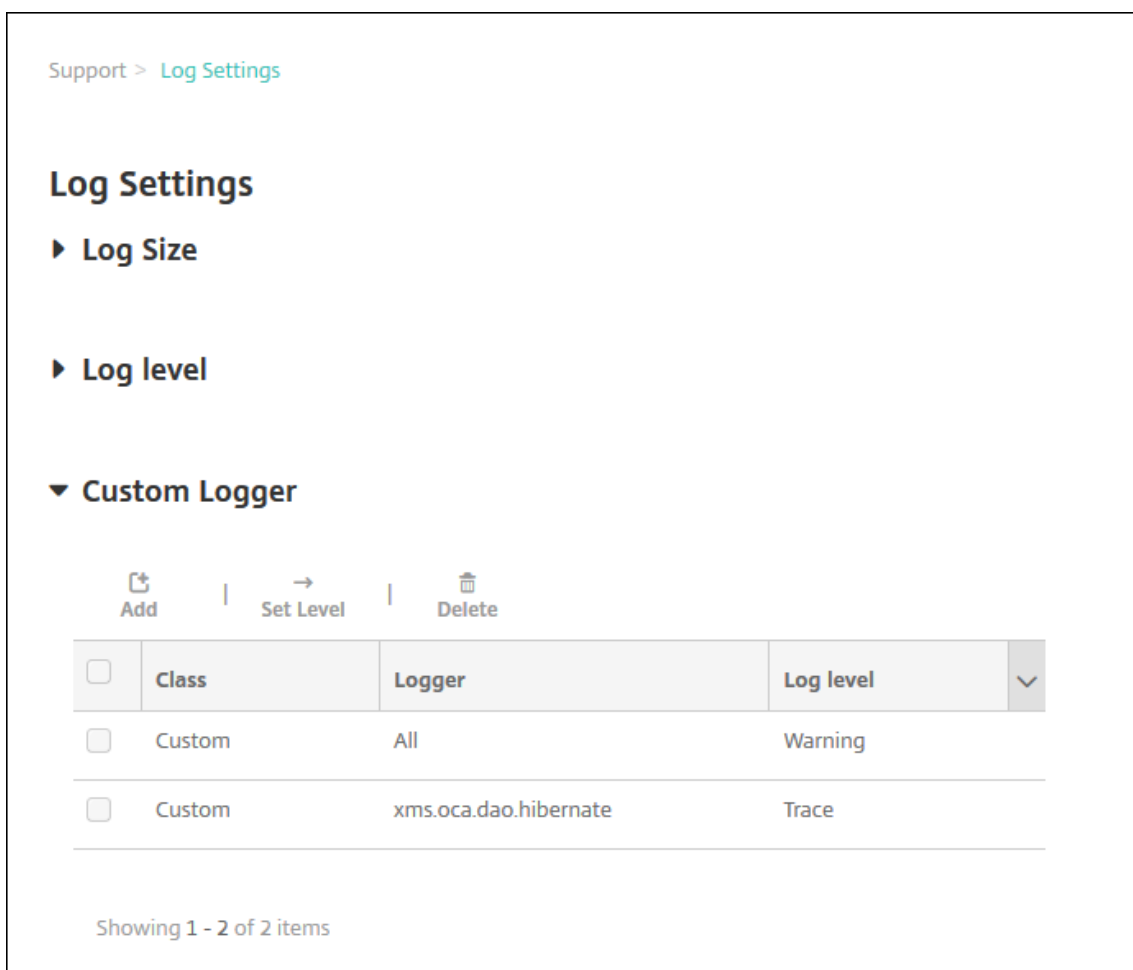 Support > Log Settings
Log Settings
Log Size
Log level
Custom Logger
Add | Set Level | Delete
Class Logger Log level
Custom All Warning
Custom xms.oca.dao.hibernate Trace
Showing 1 - 2 of 2 items